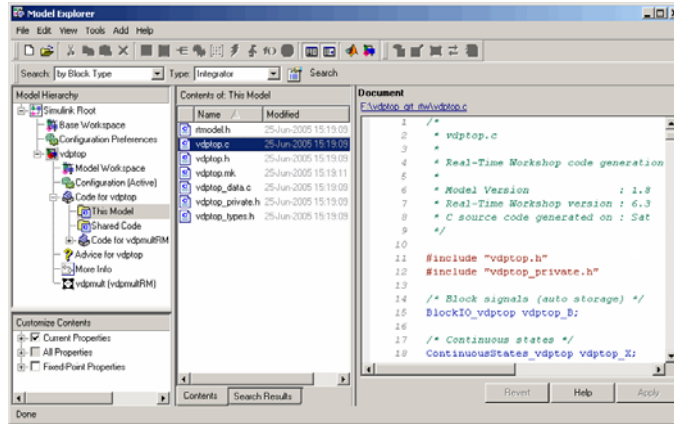 Model Explorer
File Edit View Tools Add Help
Search: by Block Type Type: Integrator Search
Model Hierarchy
Simulink Root
Base Workspace
Configuration Preferences
vdptop
Model Workspace
Configuration (Active)
Code for vdptop
This Model
Shared Code
Code for vdpmultRM
Advice for vdptop
More Info
vdpmult (vdpmultRM)
Customize Contents
Current Properties
All Properties
Fixed-Point Properties
Contents of: This Model
Name Modified
rtmodel.h 25-Jun-2005 15:19:09
vdptop.c 25-Jun-2005 15:19:09
vdptop.h 25-Jun-2005 15:19:09
vdptop.mk 25-Jun-2005 15:19:11
vdptop_data.c 25-Jun-2005 15:19:09
vdptop_private.h 25-Jun-2005 15:19:09
vdptop_types.h 25-Jun-2005 15:19:09
Contents Search Results
Document
F:\vdptop_grt_rtw\vdptop.c
1 /*
2 * vdptop.c
3 *
4 * Real-Time Workshop code generation
5 *
6 * Model Version : 1.8
7 * Real-Time Workshop version : 6.3
8 * C source code generated on : Sat
9 */
10
11 #include "vdptop.h"
12 #include "vdptop_private.h"
13
14 /* Block signals (auto storage) */
15 BlockIO_vdptop vdptop_B;
16
17 /* Continuous states */
18 ContinuousStates_vdptop vdptop_X;
Revert Help Apply
Done